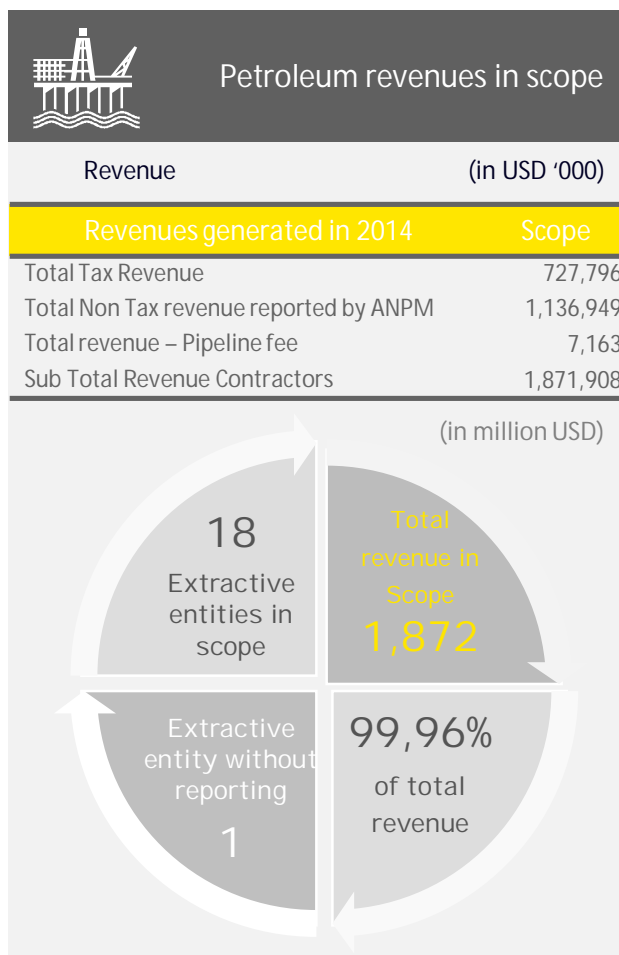 Petroleum revenues in scope
Revenue (in USD ‘000)
Revenues generated in 2014 Scope
Total Tax Revenue 727,796
Total Non Tax revenue reported by ANPM 1,136,949
Total revenue – Pipeline fee 7,163
Sub Total Revenue Contractors 1,871,908
(in million USD)
18
Extractive
entities in
scope
Total
revenue in
Scope
1,872
Extractive
entity without
reporting
1
99,96%
of total
revenue